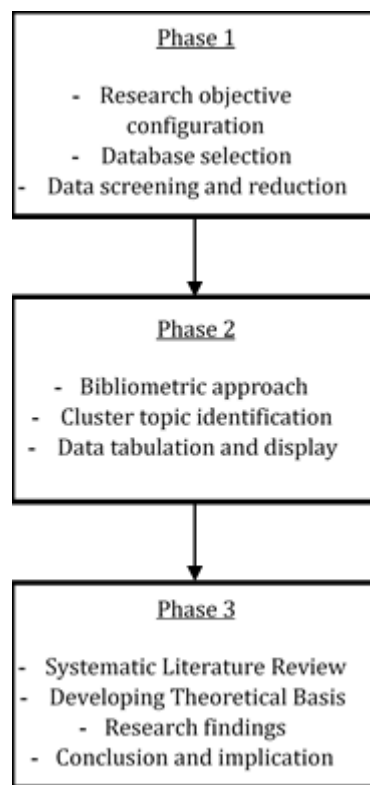 Phase 1
- Research objective
configuration
- Database selection
- Data screening and reduction
Phase 2
- Bibliometric approach
- Cluster topic identification
- Data tabulation and display
Phase 3
- Systematic Literature Review
- Developing Theoretical Basis
- Research findings
- Conclusion and implication